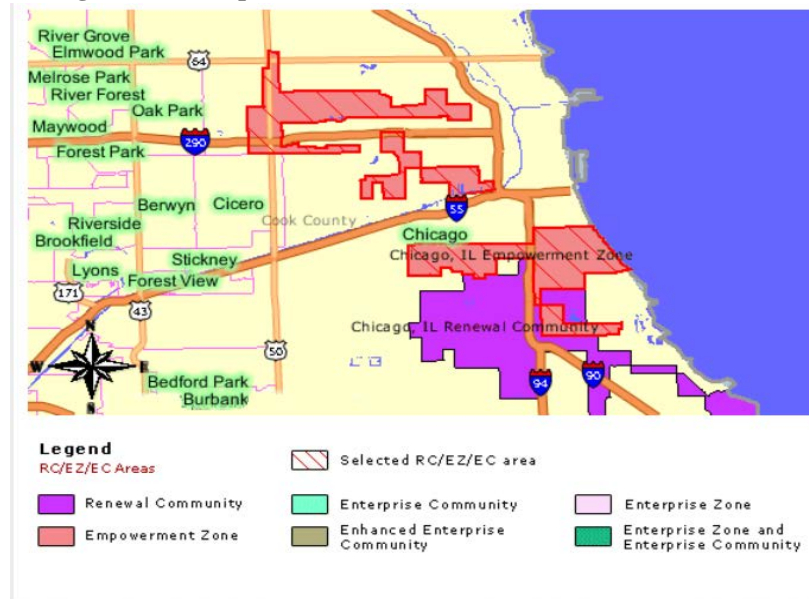 River Grove
Elmwood Park
64
Melrose Park
River Forest
Oak Park
Maywood
290
Forest Park
Berwyn
Cicero
Cook County
55
Riverside
Chicago
Brookfield
Chicago, IL Empowerment Zone
Stickney
Lyons
Forest View
171
43
Chicago, IL Renewal Community
N
50
W
E
S
94
90
Bedford Park
Burbank
Legend
RC/EZ/EC Areas
Selected RC/EZ/EC area
Renewal Community
Enterprise Community
Enterprise Zone
Empowerment Zone
Enhanced Enterprise
Community
Enterprise Zone and
Enterprise Community